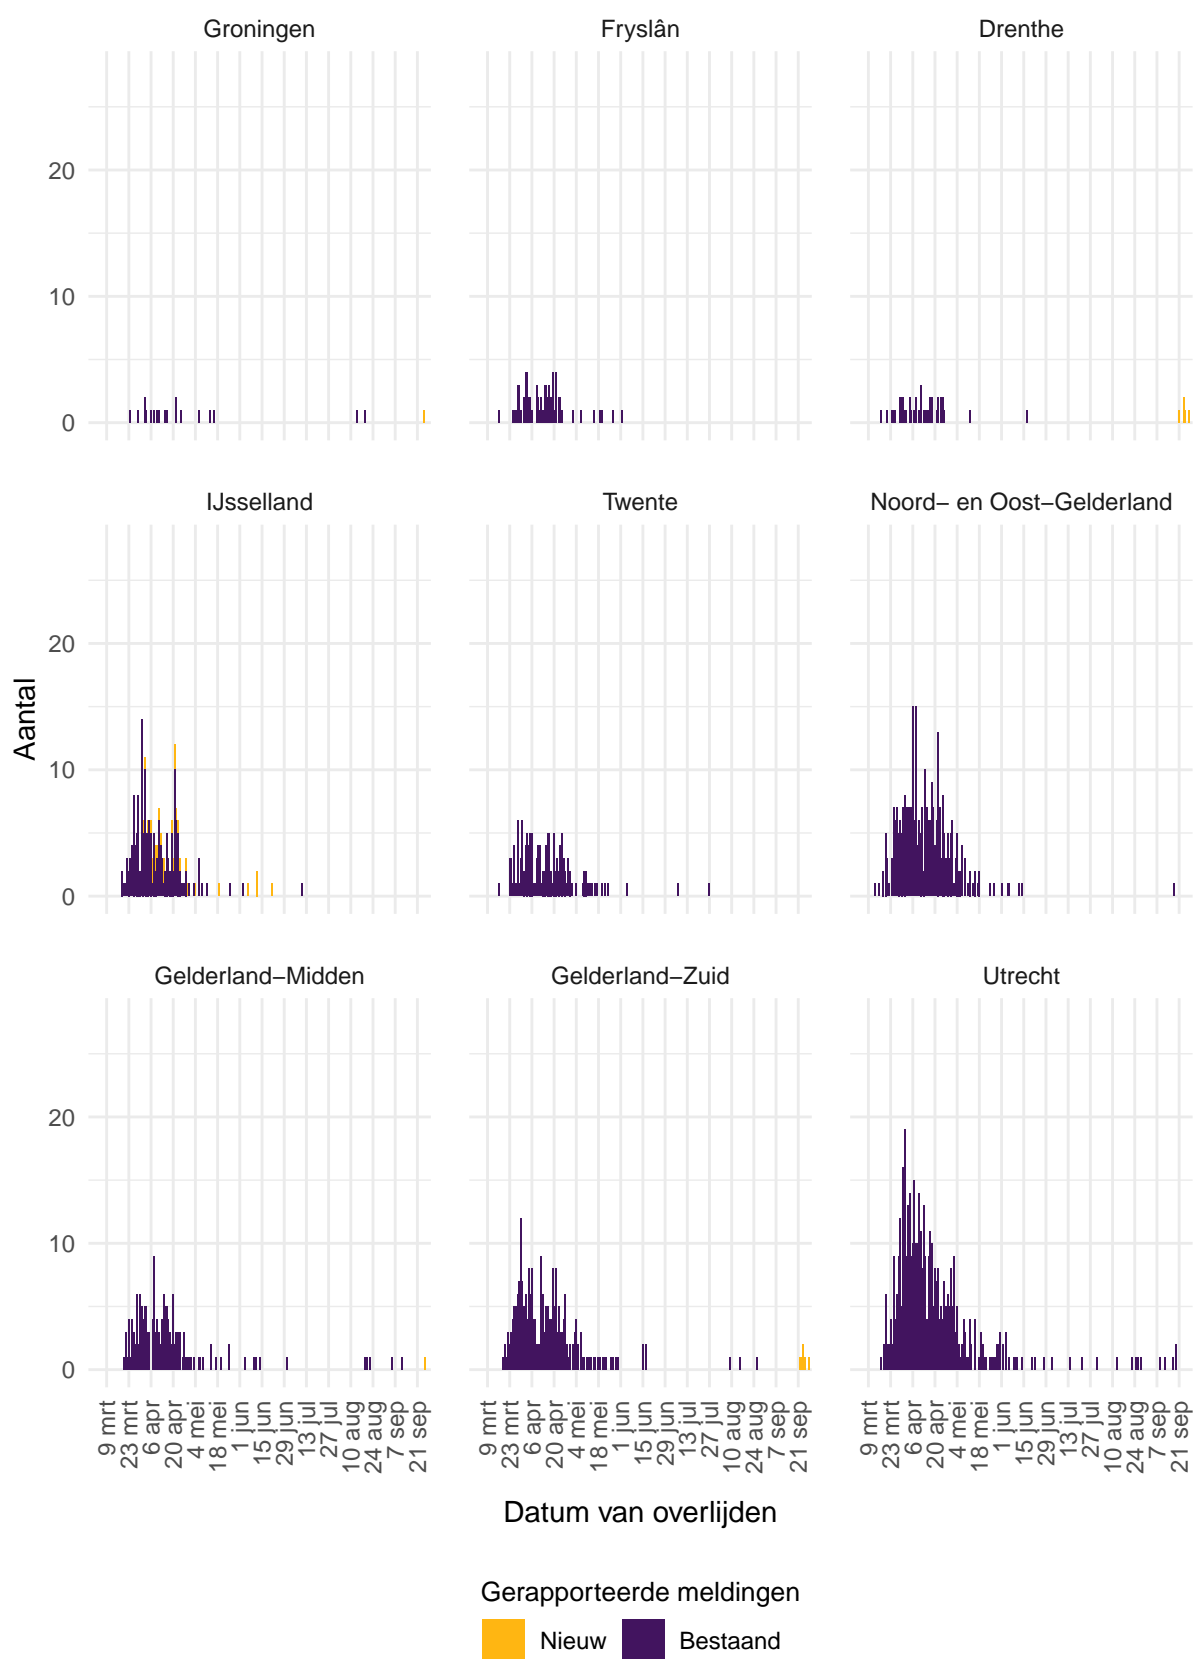 Groningen
Fryslân
Drenthe
20
10
0
IJsselland
Twente
Noord− en Oost−Gelderland
Aantal
20
10
0
Gelderland−Midden
Gelderland−Zuid
Utrecht
20
10
0
9 mrt
23 mrt
6 apr
20 apr
4 mei
18 mei
1 jun
15 jun
29 jun
13 jul
27 jul
10 aug
24 aug
7 sep
21 sep
9 mrt
23 mrt
6 apr
20 apr
4 mei
18 mei
1 jun
15 jun
29 jun
13 jul
27 jul
10 aug
24 aug
7 sep
21 sep
9 mrt
23 mrt
6 apr
20 apr
4 mei
18 mei
1 jun
15 jun
29 jun
13 jul
27 jul
10 aug
24 aug
7 sep
21 sep
Datum van overlijden
Gerapporteerde meldingen
Nieuw
Bestaand